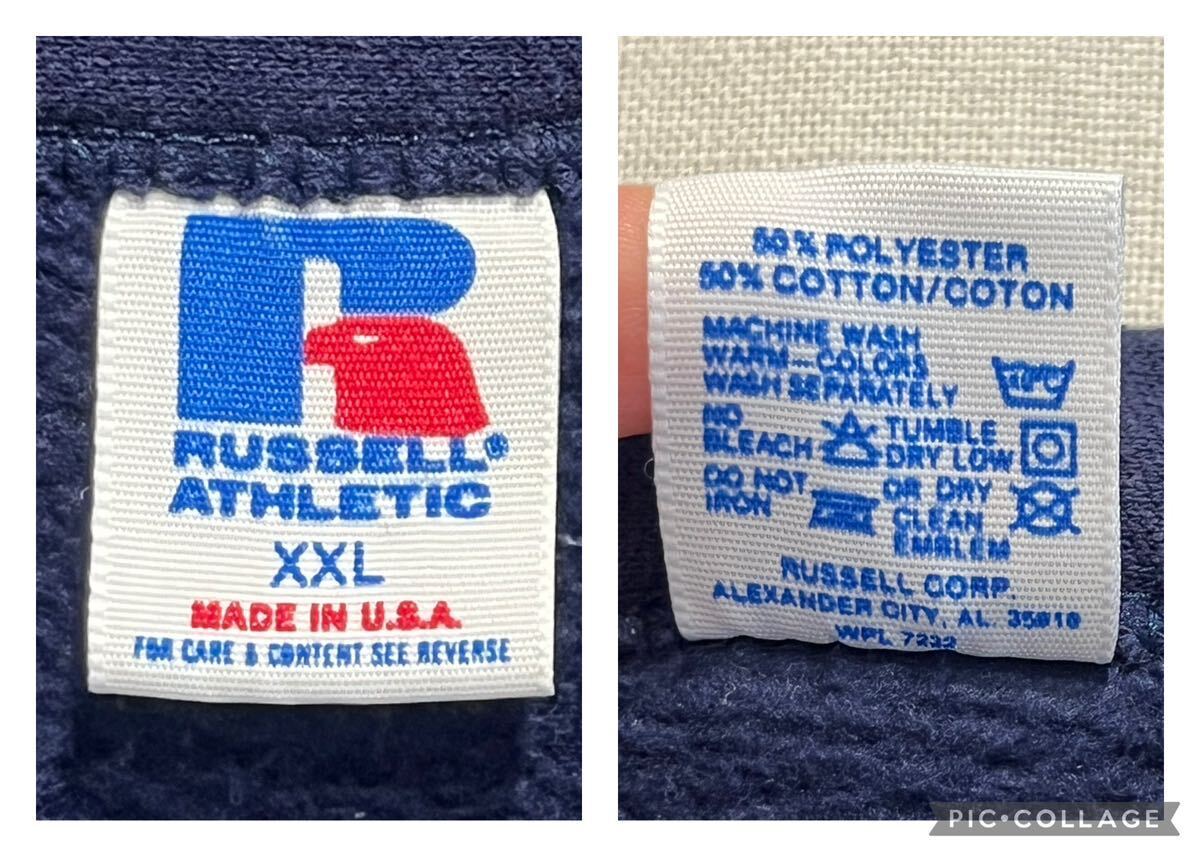 R
RUSSELL®
ATHLETIC
XXL
MADE IN U.S.A.
FOR CARE & CONTENT SEE REVERSE
50% POLYESTER
50% COTTON/COTON
MACHINE WASH
WARM—COLORS
WASH SEPARATELY
NO
BLEACH
TUMBLE
DRY LOW
DO NOT
IRON
OR DRY
CLEAN
EMBLEM
RUSSELL CORP.
ALEXANDER CITY, AL. 35010
WPL 7232
PIC•COLLAGE